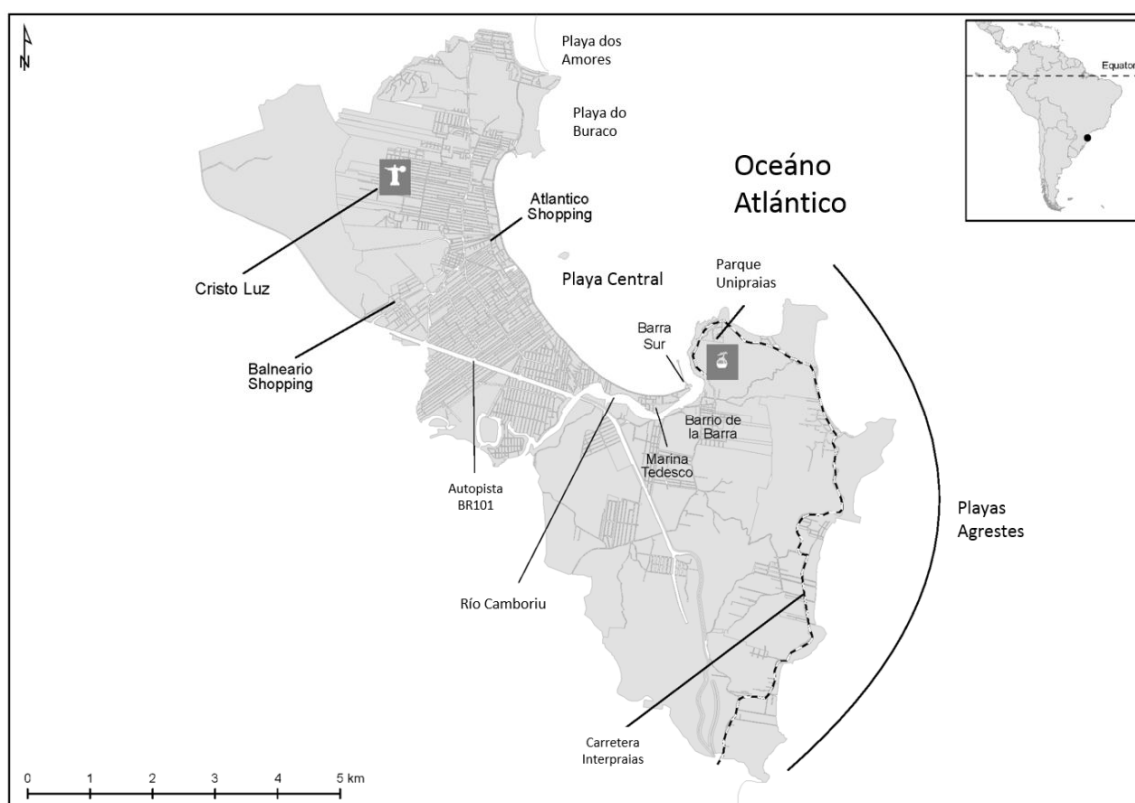 Playa dos
Amores
Equator
Playa do
Buraco
Oceáno
Atlántico
Atlantico
Shopping
Parque
Unipraias
Playa Central
Cristo Luz
Barra
Sur
Balneario
Shopping
Barrio de
la Barra
Marina
Tedesco
Autopista
BR101
Playas
Agrestes
Río Camboriu
Carretera
Interpraias
N
0 1 2 3 4 5 km